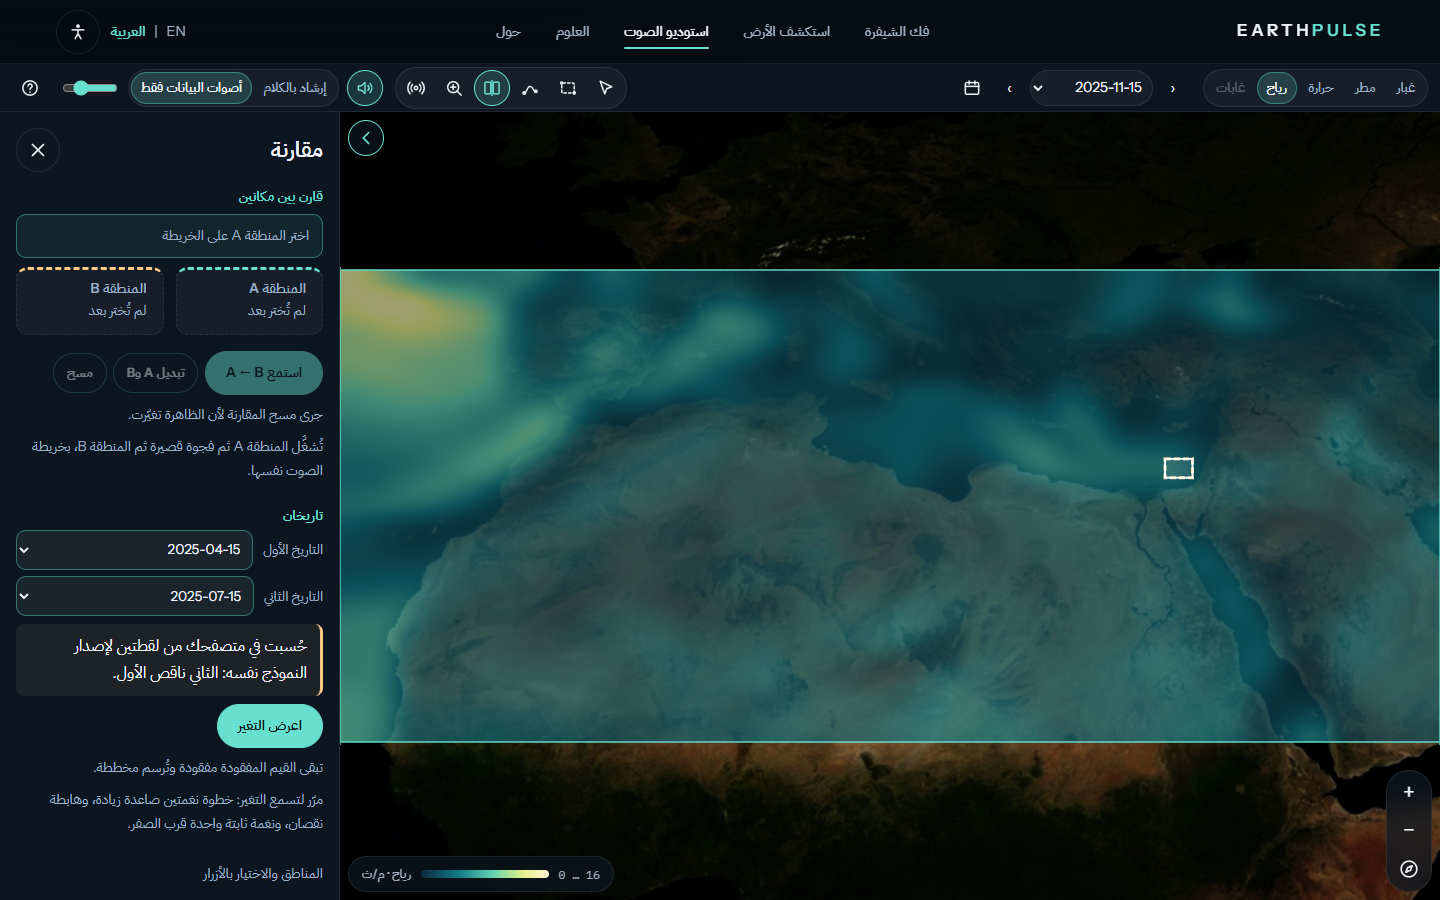 EARTHPULSE
فك الشيفرة
استكشف الأرض
استوديو الصوت
العلوم
حول
EN | العربية
غبار
مطر
حرارة
رياح
غابات
‹ 2025-11-15 ›
إرشاد بالكلام
أصوات البيانات فقط
مقارنة
قارن بين مكانين
اختر المنطقة A على الخريطة
المنطقة A
لم تُختر بعد
المنطقة B
لم تُختر بعد
استمع A ← B
تبديل A وB
مسح
جرى مسح المقارنة لأن الظاهرة تغيّرت.
تُشغَّل المنطقة A ثم فجوة قصيرة ثم المنطقة B، بخريطة
الصوت نفسها.
تاريخان
التاريخ الأول 2025-04-15
التاريخ الثاني 2025-07-15
حُسبت في متصفحك من لقطتين لإصدار
النموذج نفسه: الثاني ناقص الأول.
اعرض التغير
تبقى القيم المفقودة مفقودة وتُرسم مخططة.
مرّر لتسمع التغير: خطوة نغمتين صاعدة زيادة، وهابطة
نقصان، ونغمة ثابتة واحدة قرب الصفر.
المناطق والاختيار بالأزرار
رياح · م/ث
0 … 16
+
−